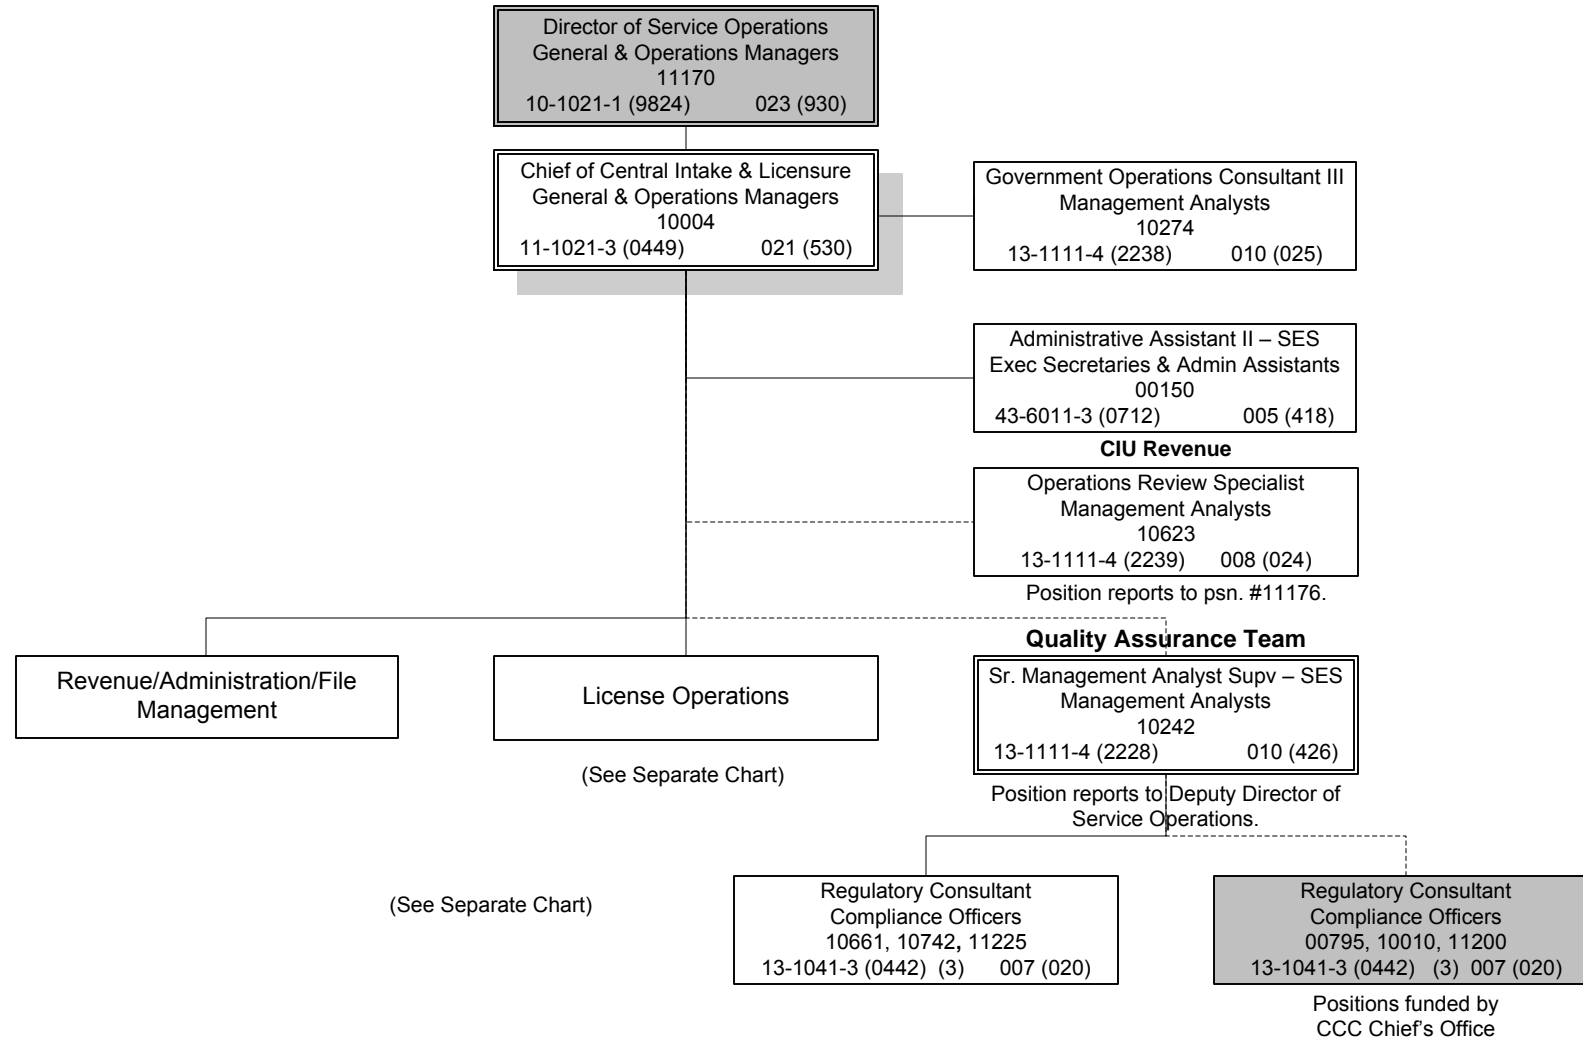 Director of Service Operations
General & Operations Managers
11170
10-1021-1 (9824) 023 (930)
Chief of Central Intake & Licensure
General & Operations Managers
10004
11-1021-3 (0449) 021 (530)
Government Operations Consultant III
Management Analysts
10274
13-1111-4 (2238) 010 (025)
Administrative Assistant II – SES
Exec Secretaries & Admin Assistants
00150
43-6011-3 (0712) 005 (418)
CIU Revenue
Operations Review Specialist
Management Analysts
10623
13-1111-4 (2239) 008 (024)
Position reports to psn. #11176.
Revenue/Administration/File
Management
License Operations
(See Separate Chart)
Quality Assurance Team
Sr. Management Analyst Supv – SES
Management Analysts
10242
13-1111-4 (2228) 010 (426)
Position reports to Deputy Director of
Service Operations.
(See Separate Chart)
Regulatory Consultant
Compliance Officers
10661, 10742, 11225
13-1041-3 (0442) (3) 007 (020)
Regulatory Consultant
Compliance Officers
00795, 10010, 11200
13-1041-3 (0442) (3) 007 (020)
Positions funded by
CCC Chief's Office